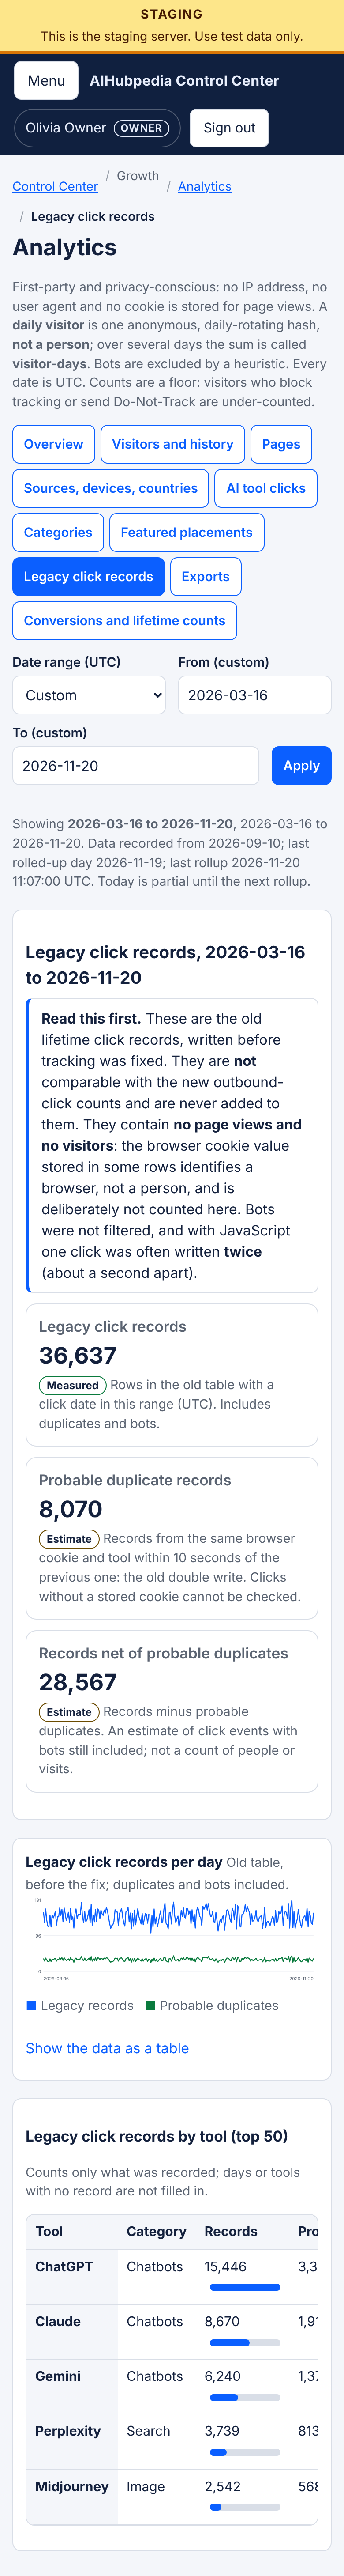 STAGING
This is the staging server. Use test data only.
Menu
AIHubpedia Control Center
Olivia Owner OWNER
Sign out
Control Center / Growth / Analytics
/ Legacy click records
Analytics
First-party and privacy-conscious: no IP address, no
user agent and no cookie is stored for page views. A
daily visitor is one anonymous, daily-rotating hash,
not a person; over several days the sum is called
visitor-days. Bots are excluded by a heuristic. Every
date is UTC. Counts are a floor: visitors who block
tracking or send Do-Not-Track are under-counted.
Overview Visitors and history Pages
Sources, devices, countries AI tool clicks
Categories Featured placements
Legacy click records Exports
Conversions and lifetime counts
Date range (UTC) From (custom)
Custom 2026-03-16
To (custom)
2026-11-20 Apply
Showing 2026-03-16 to 2026-11-20, 2026-03-16 to
2026-11-20. Data recorded from 2026-09-10; last
rolled-up day 2026-11-19; last rollup 2026-11-20
11:07:00 UTC. Today is partial until the next rollup.
Legacy click records, 2026-03-16
to 2026-11-20
Read this first. These are the old
lifetime click records, written before
tracking was fixed. They are not
comparable with the new outbound-
click counts and are never added to
them. They contain no page views and
no visitors: the browser cookie value
stored in some rows identifies a
browser, not a person, and is
deliberately not counted here. Bots
were not filtered, and with JavaScript
one click was often written twice
(about a second apart).
Legacy click records
36,637
Measured Rows in the old table with a
click date in this range (UTC). Includes
duplicates and bots.
Probable duplicate records
8,070
Estimate Records from the same browser
cookie and tool within 10 seconds of the
previous one: the old double write. Clicks
without a stored cookie cannot be checked.
Records net of probable duplicates
28,567
Estimate Records minus probable
duplicates. An estimate of click events with
bots still included; not a count of people or
visits.
Legacy click records per day Old table,
before the fix; duplicates and bots included.
191
96
0
2026-03-16 2026-11-20
Legacy records Probable duplicates
Show the data as a table
Legacy click records by tool (top 50)
Counts only what was recorded; days or tools
with no record are not filled in.
Tool Category Records Pro
ChatGPT Chatbots 15,446 3,3
Claude Chatbots 8,670 1,91
Gemini Chatbots 6,240 1,37
Perplexity Search 3,739 813
Midjourney Image 2,542 568